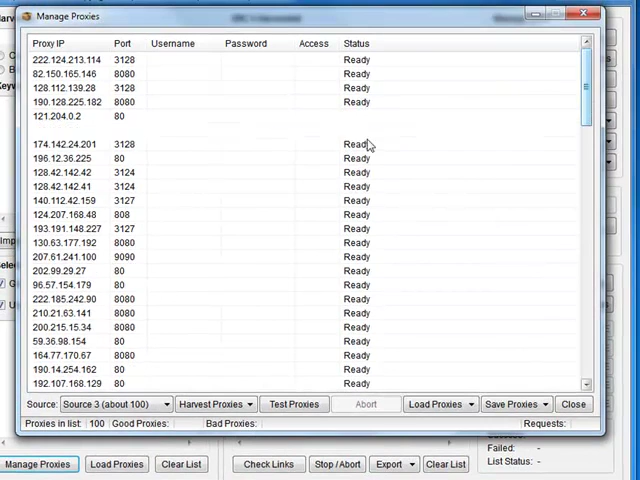 Manage Proxies
Proxy IP Port Username Password Access Status
222.124.213.114 3128 Ready
82.150.165.146 8080 Ready
128.112.139.28 3128 Ready
190.128.225.182 8080 Ready
121.204.0.2 80
174.142.24.201 3128 Ready
196.12.36.225 80 Ready
128.42.142.42 3124 Ready
128.42.142.41 3124 Ready
140.112.42.159 3127 Ready
124.207.168.48 808 Ready
193.191.148.227 3127 Ready
130.63.177.192 8080 Ready
207.61.241.100 9090 Ready
202.99.29.27 80 Ready
96.57.154.179 80 Ready
222.185.242.90 8080 Ready
210.21.63.141 8080 Ready
200.215.15.34 8080 Ready
59.36.98.154 80 Ready
164.77.170.67 8080 Ready
190.14.254.162 80 Ready
192.107.168.129 80 Ready
Source: Source 3 (about 100) Harvest Proxies Test Proxies Abort Load Proxies Save Proxies Close
Proxies in list: 100 Good Proxies: Bad Proxies: Requests:
Failed: -
List Status: -
Manage Proxies Load Proxies Clear List Check Links Stop / Abort Export Clear List